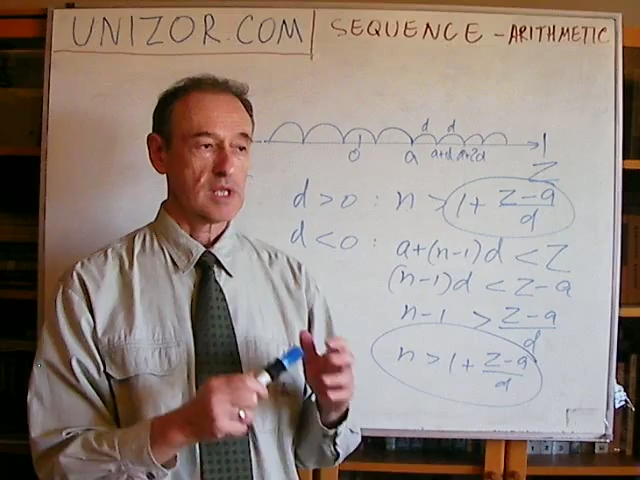 UNIZOR.COM
SEQUENCE - ARITHMETIC
d d
0 a a+d a+2d
Z
d > 0 : n > 1 + Z-a/d
d < 0 : a+(n-1)d < Z
(n-1)d < Z-a
n-1 > Z-a/d
n > 1 + Z-a/d